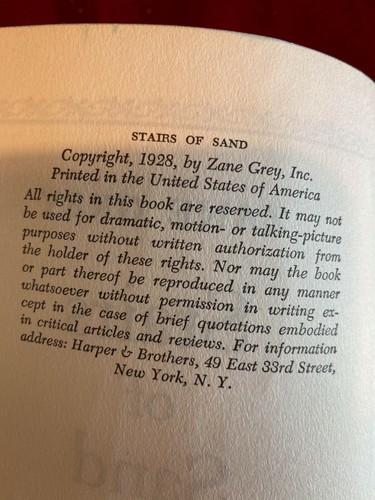 STAIRS OF SAND
Copyright, 1928, by Zane Grey, Inc.
Printed in the United States of America
All rights in this book are reserved. It may not
be used for dramatic, motion- or talking-picture
purposes without written authorization from
the holder of these rights. Nor may the book
or part thereof be reproduced in any manner
whatsoever without permission in writing ex-
cept in the case of brief quotations embodied
in critical articles and reviews. For information
address: Harper & Brothers, 49 East 33rd Street,
New York, N. Y.
of
Sand